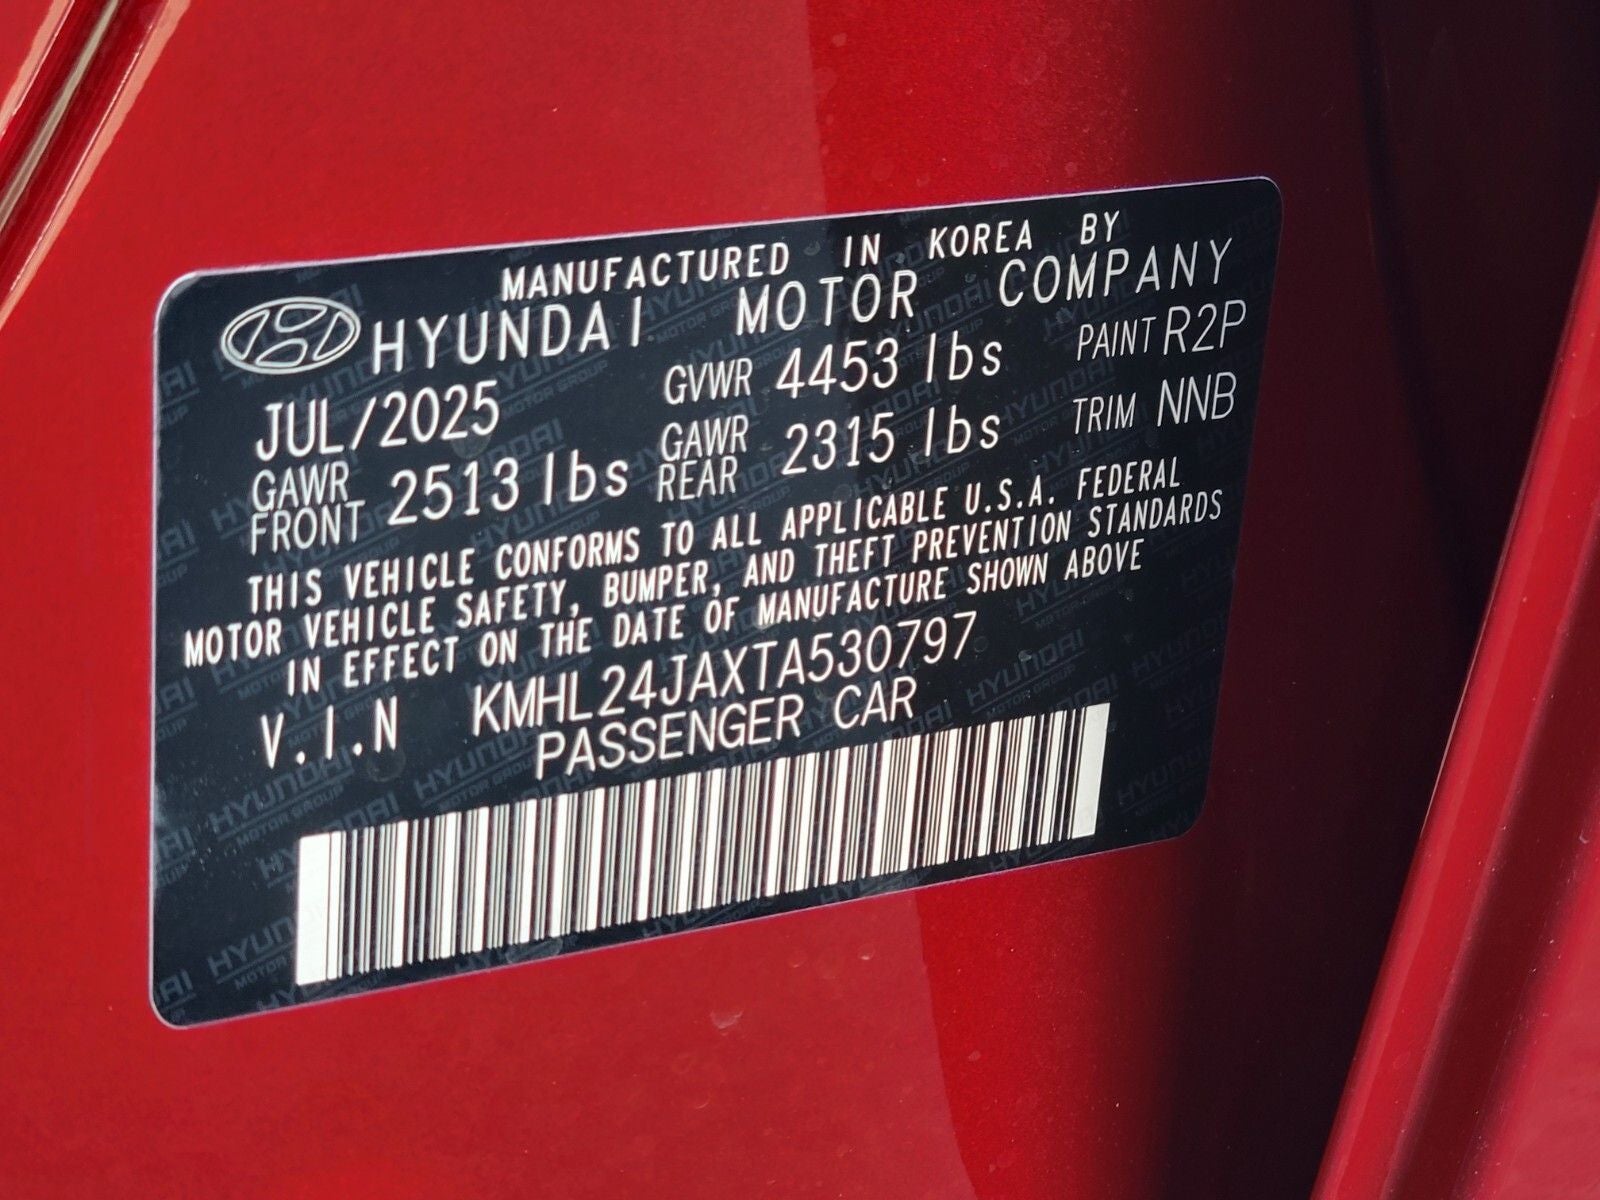 MANUFACTURED IN KOREA BY
HYUNDAI MOTOR COMPANY
JUL/2025 GVWR 4453 lbs PAINT R2P
GAWR FRONT 2513 lbs GAWR REAR 2315 lbs TRIM NNB
THIS VEHICLE CONFORMS TO ALL APPLICABLE U.S.A. FEDERAL
MOTOR VEHICLE SAFETY, BUMPER, AND THEFT PREVENTION STANDARDS
IN EFFECT ON THE DATE OF MANUFACTURE SHOWN ABOVE
V.I.N KMHL24JAXTA530797
PASSENGER CAR